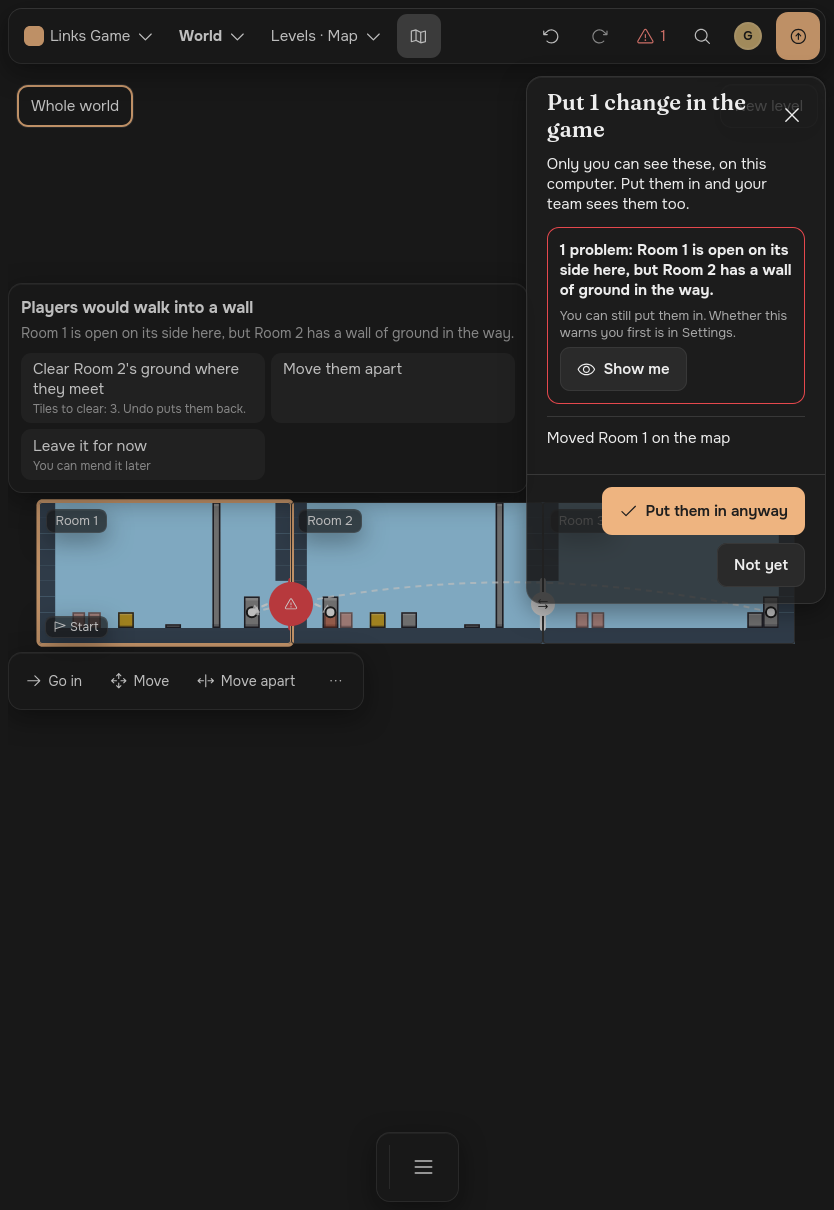 Links Game
World
Levels · Map
1
G
Whole world
Put 1 change in the
game
Only you can see these, on this
computer. Put them in and your
team sees them too.
1 problem: Room 1 is open on its
side here, but Room 2 has a wall
of ground in the way.
You can still put them in. Whether this
warns you first is in Settings.
Show me
Moved Room 1 on the map
Put them in anyway
Not yet
Players would walk into a wall
Room 1 is open on its side here, but Room 2 has a wall of ground in the way.
Clear Room 2's ground where
they meet
Tiles to clear: 3. Undo puts them back.
Move them apart
Leave it for now
You can mend it later
Room 1
Room 2
Room
Start
Go in
Move
Move apart